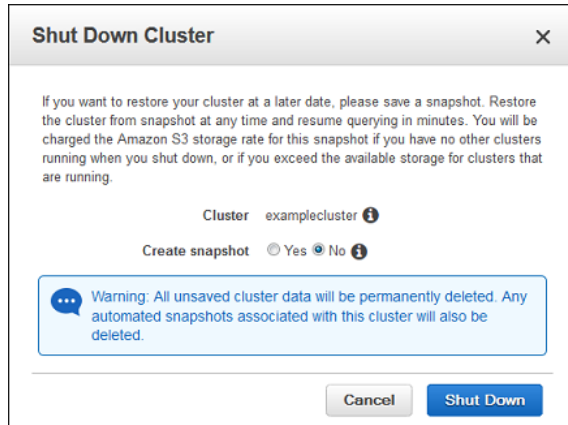 Shut Down Cluster
If you want to restore your cluster at a later date, please save a snapshot. Restore
the cluster from snapshot at any time and resume querying in minutes. You will be
charged the Amazon S3 storage rate for this snapshot if you have no other clusters
running when you shut down, or if you exceed the available storage for clusters that
are running.
Cluster examplecluster
Create snapshot Yes No
Warning: All unsaved cluster data will be permanently deleted. Any
automated snapshots associated with this cluster will also be
deleted.
Cancel Shut Down